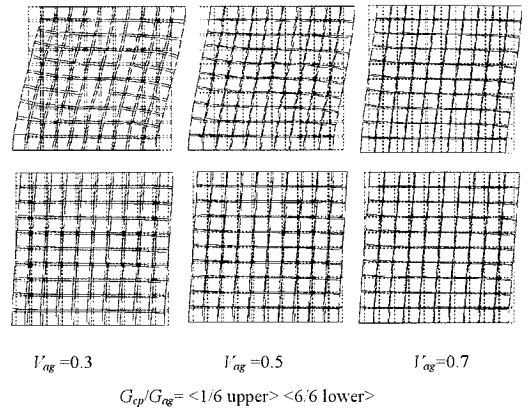 V_ag =0.3 V_ag =0.5 V_ag =0.7
G_cp/G_ag= <1/6 upper> <6/6 lower>